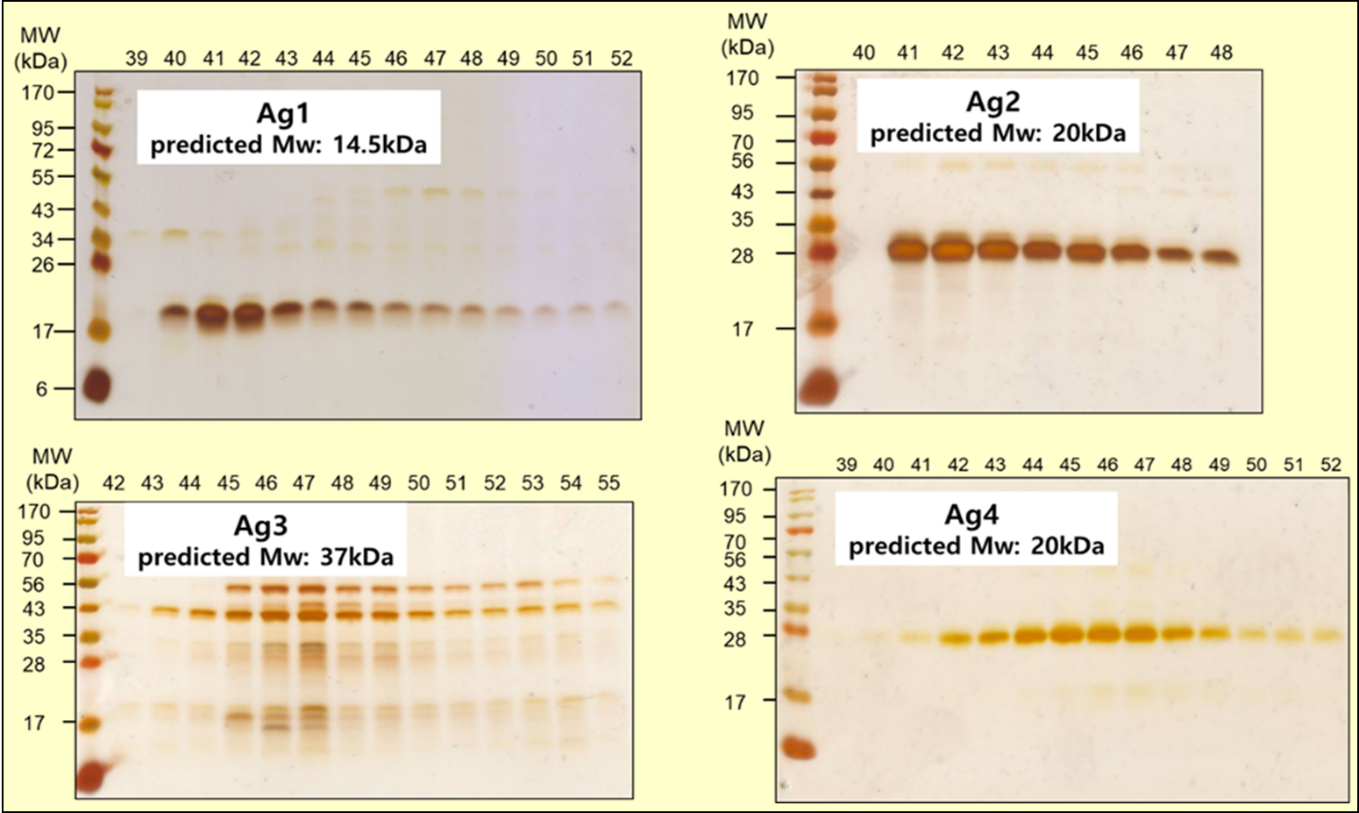 MW
(kDa)
39 40 41 42 43 44 45 46 47 48 49 50 51 52
170
95
72
55
43
34
26
17
6
Ag1
predicted Mw: 14.5kDa
MW
(kDa)
40 41 42 43 44 45 46 47 48
170
95
70
56
43
35
28
17
Ag2
predicted Mw: 20kDa
MW
(kDa)
42 43 44 45 46 47 48 49 50 51 52 53 54 55
170
95
70
56
43
35
28
17
Ag3
predicted Mw: 37kDa
MW
(kDa)
39 40 41 42 43 44 45 46 47 48 49 50 51 52
170
95
70
56
43
35
28
17
Ag4
predicted Mw: 20kDa